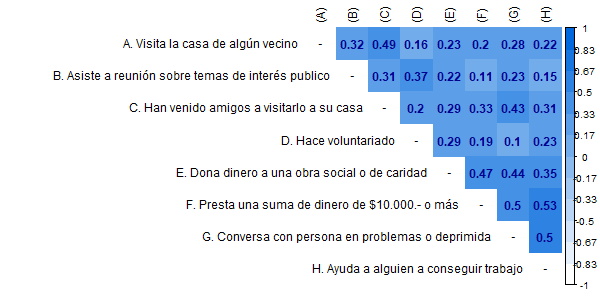 (A) (B) (C) (D) (E) (F) (G) (H)
A. Visita la casa de algún vecino - 0.32 0.49 0.16 0.23 0.2 0.28 0.22
B. Asiste a reunión sobre temas de interés publico - 0.31 0.37 0.22 0.11 0.23 0.15
C. Han venido amigos a visitarlo a su casa - 0.2 0.29 0.33 0.43 0.31
D. Hace voluntariado - 0.29 0.19 0.1 0.23
E. Dona dinero a una obra social o de caridad - 0.47 0.44 0.35
F. Presta una suma de dinero de $10.000.- o más - 0.5 0.53
G. Conversa con persona en problemas o deprimida - 0.5
H. Ayuda a alguien a conseguir trabajo -
1
0.83
0.67
0.5
0.33
0.17
0
-0.17
-0.33
-0.5
-0.67
-0.83
-1